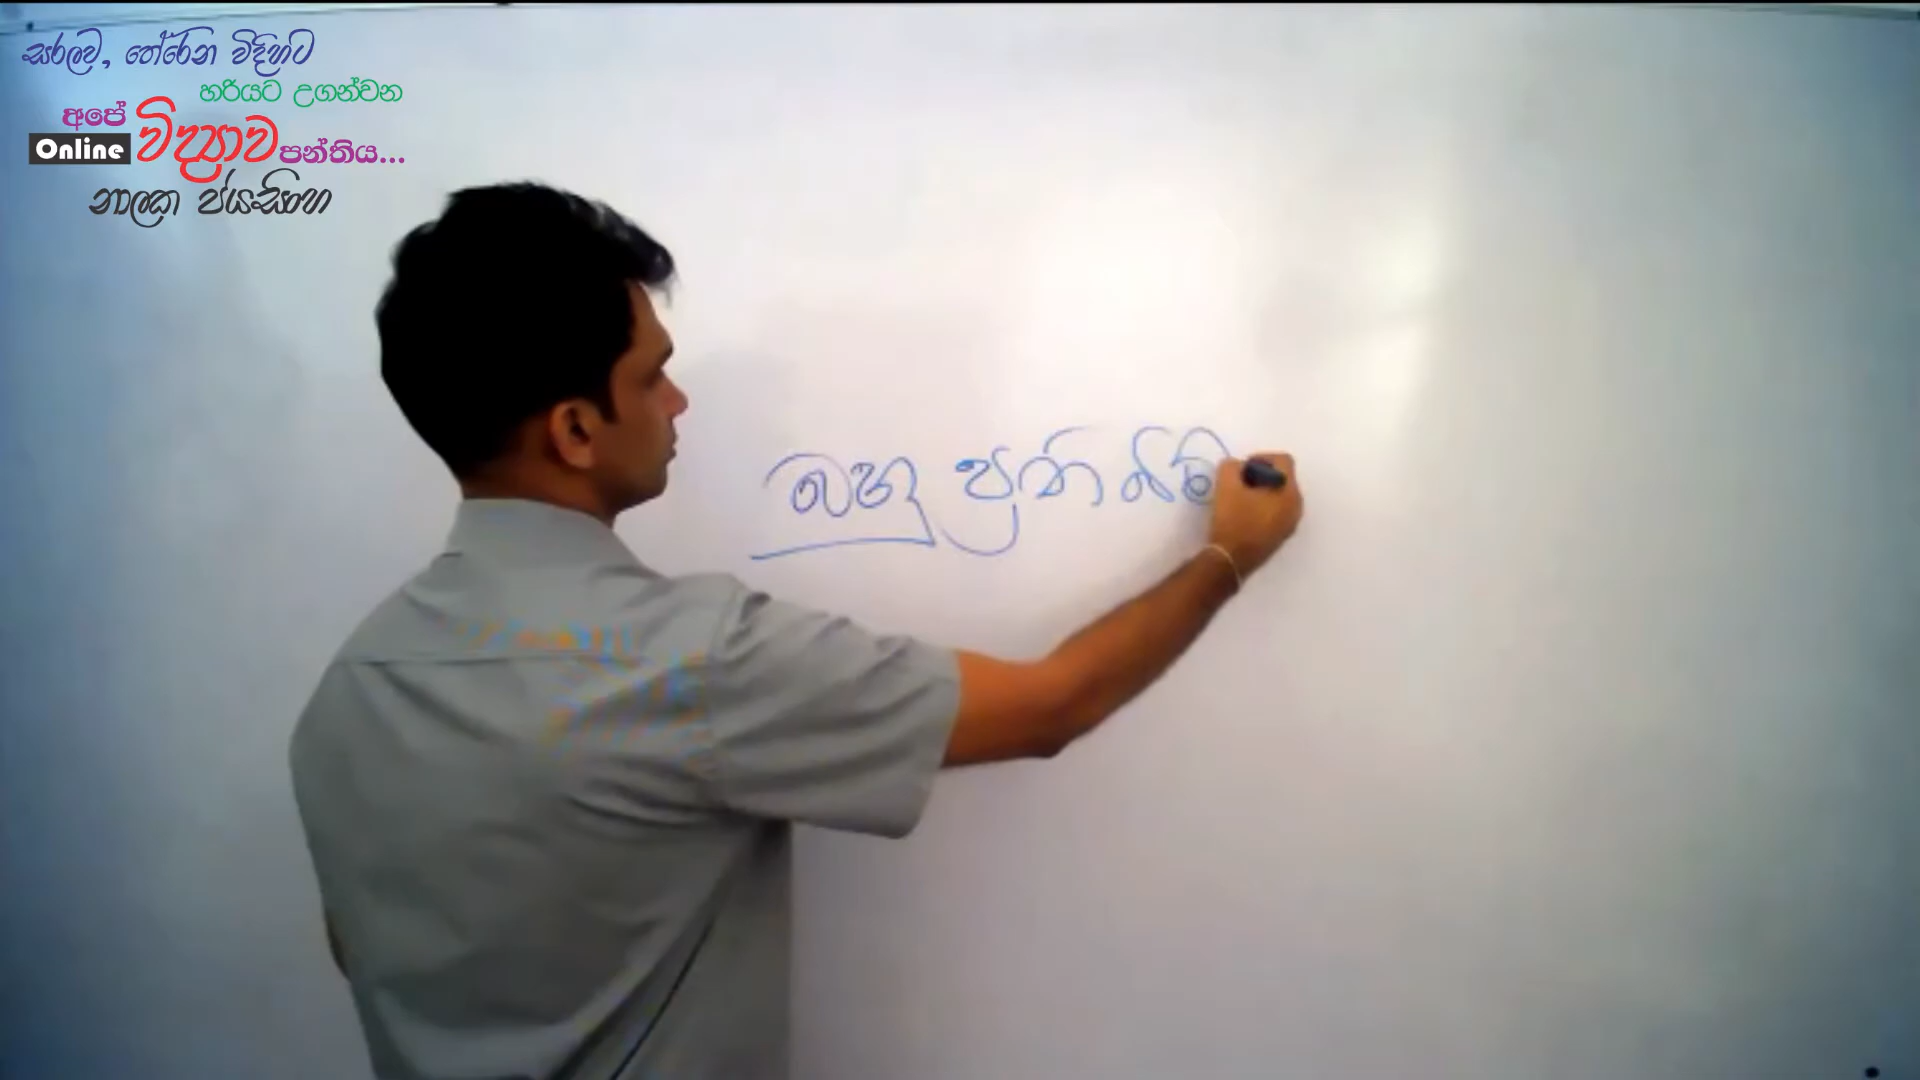 සරලව, තේරෙන විදිහට
හරියට උගන්වන
අපේ
Online විද්‍යාව පන්තිය...
නාලක ජයසිංහ
බහු ප්‍රතිබිම්